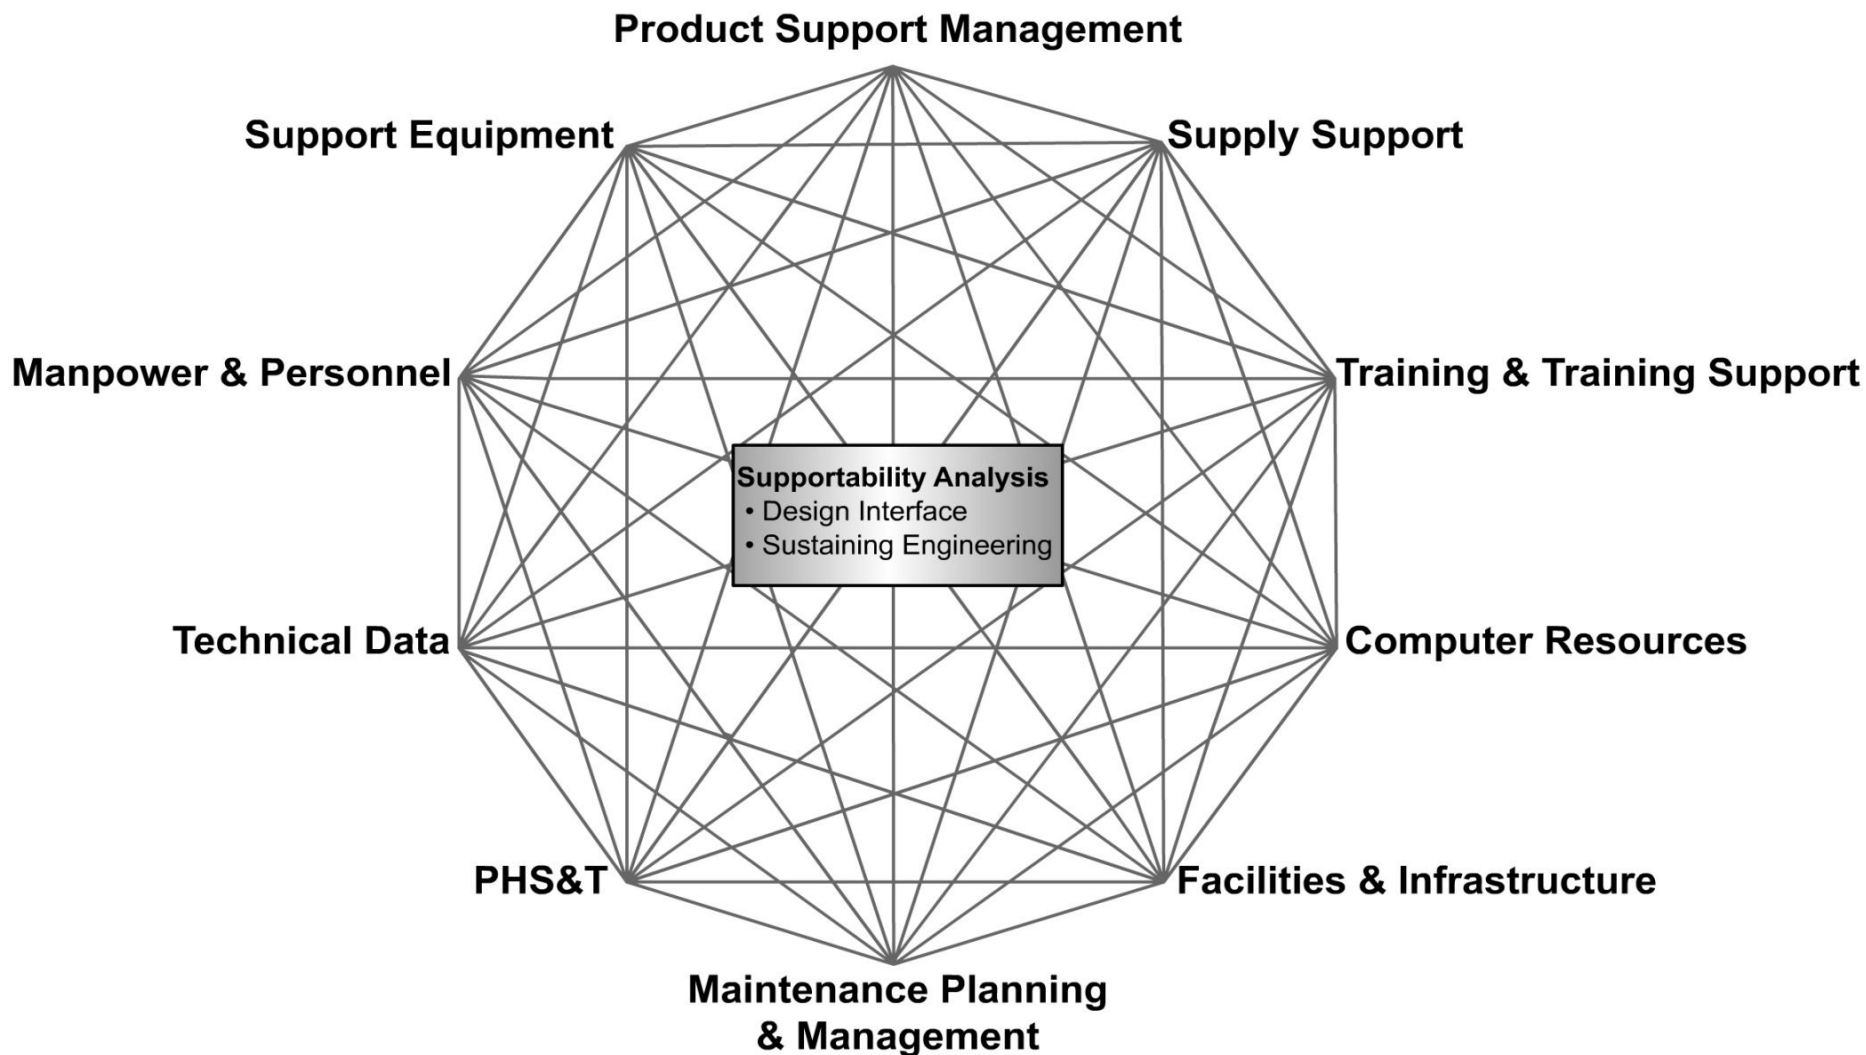 Product Support Management
Support Equipment
Supply Support
Manpower & Personnel
Training & Training Support
Supportability Analysis
• Design Interface
• Sustaining Engineering
Technical Data
Computer Resources
PHS&T
Facilities & Infrastructure
Maintenance Planning
& Management